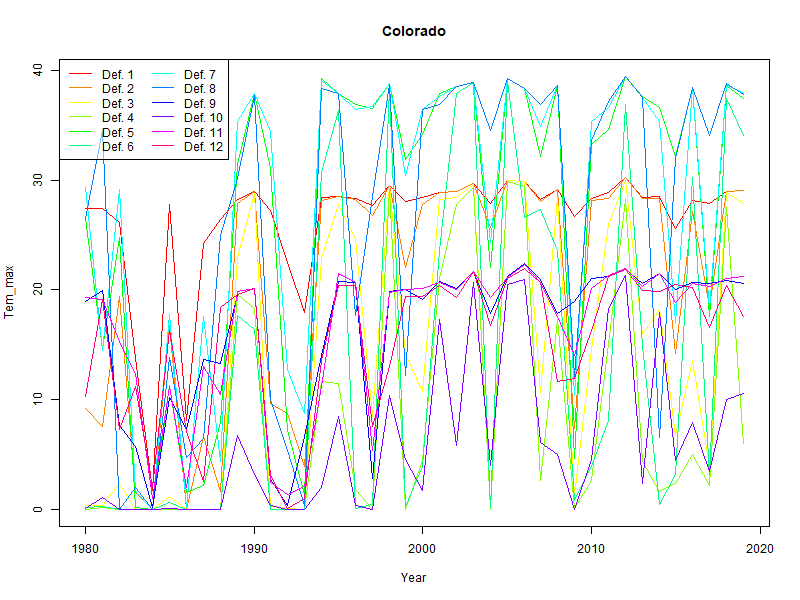 Colorado
Def. 1 Def. 7
Def. 2 Def. 8
Def. 3 Def. 9
Def. 4 Def. 10
Def. 5 Def. 11
Def. 6 Def. 12
Tem_max
40
30
20
10
0
1980 1990 2000 2010 2020
Year